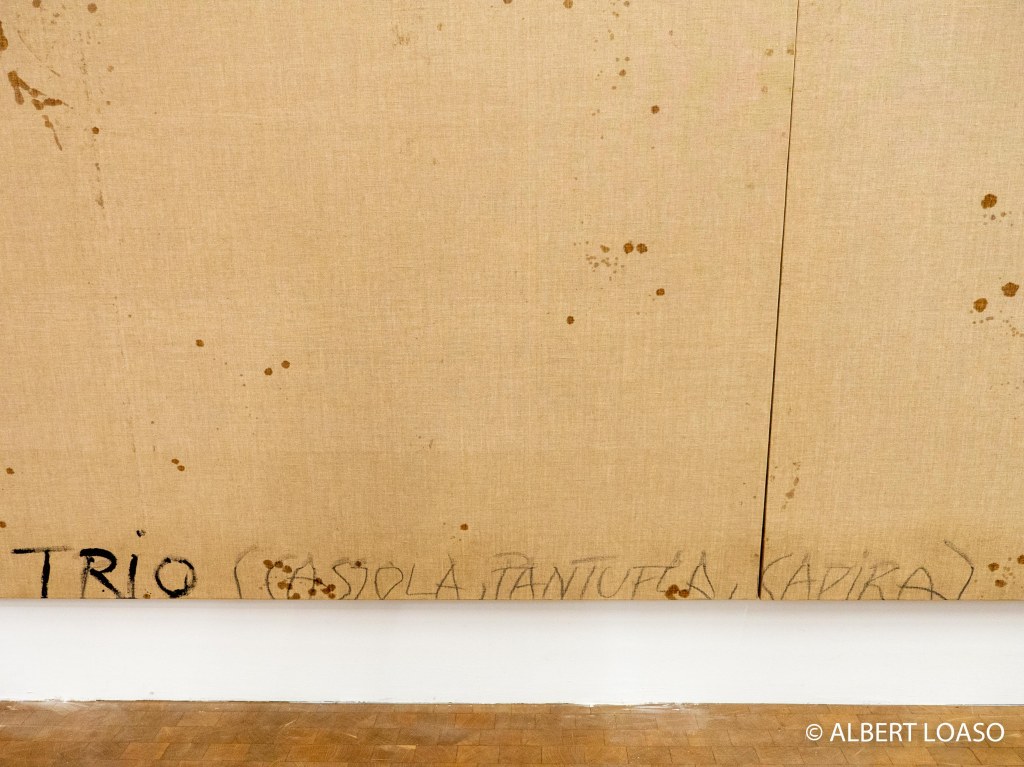 TRiO (CASSOLA, PANTUFLA, CADIRA)
© ALBERT LOASO